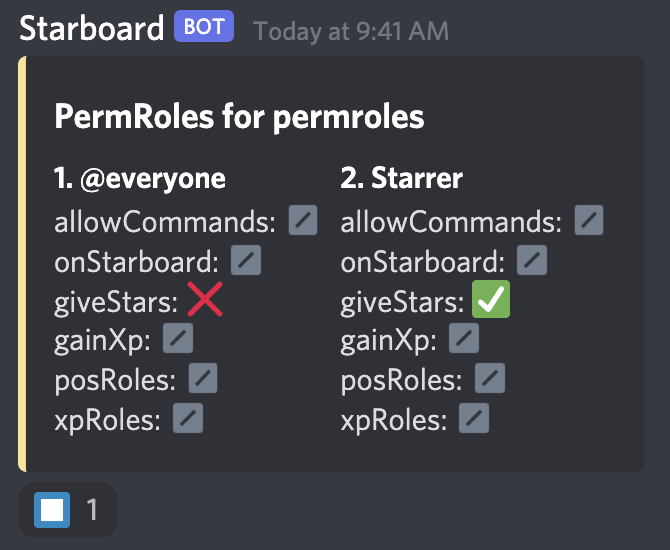 Starboard BOT Today at 9:41 AM
PermRoles for permroles
1. @everyone
allowCommands:
onStarboard:
giveStars: ❌
gainXp:
posRoles:
xpRoles:
2. Starrer
allowCommands:
onStarboard:
giveStars: ✅
gainXp:
posRoles:
xpRoles:
1